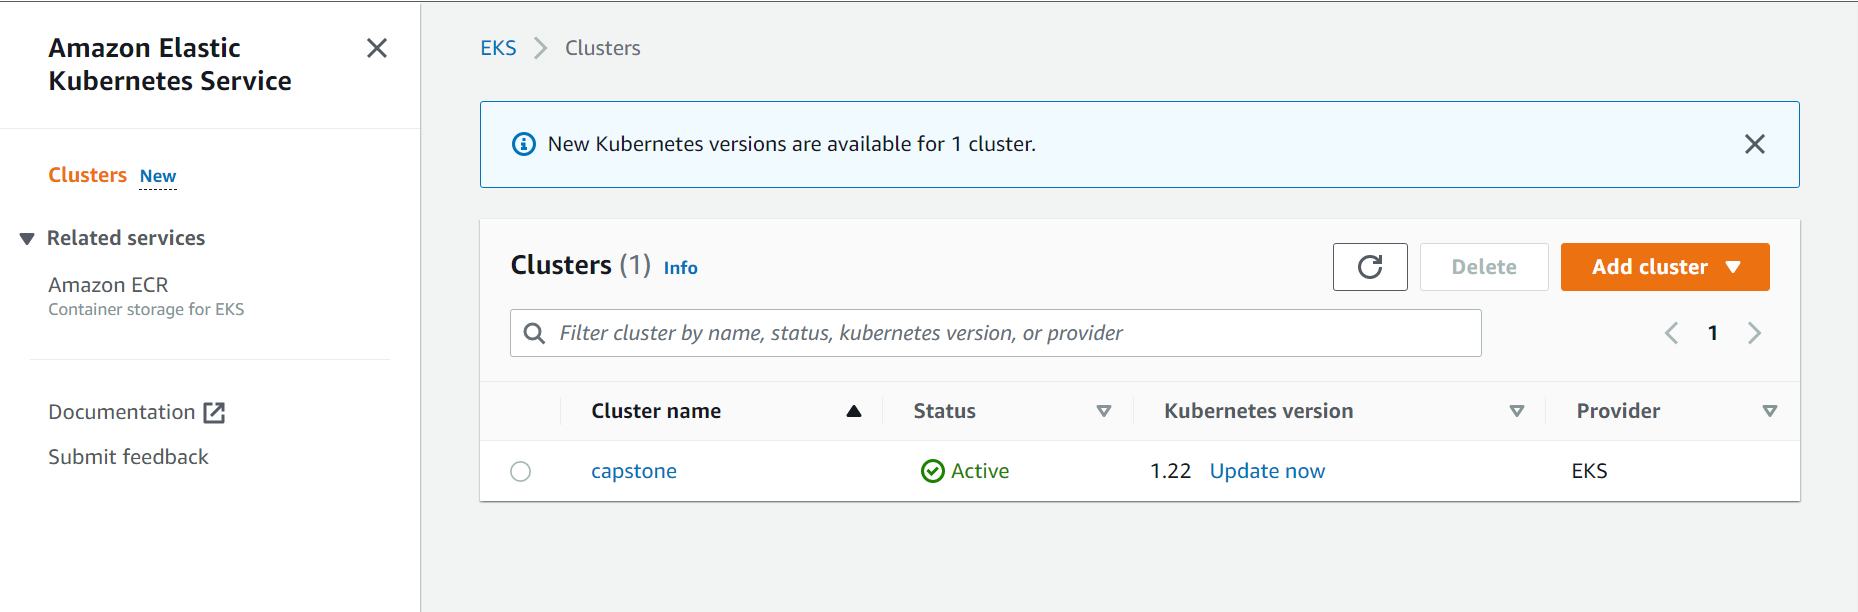 Amazon Elastic
Kubernetes Service
Clusters New
Related services
Amazon ECR
Container storage for EKS
Documentation
Submit feedback
EKS Clusters
New Kubernetes versions are available for 1 cluster.
Clusters (1) Info
Delete
Add cluster
Filter cluster by name, status, kubernetes version, or provider
1
Cluster name Status Kubernetes version Provider
capstone Active 1.22 Update now EKS